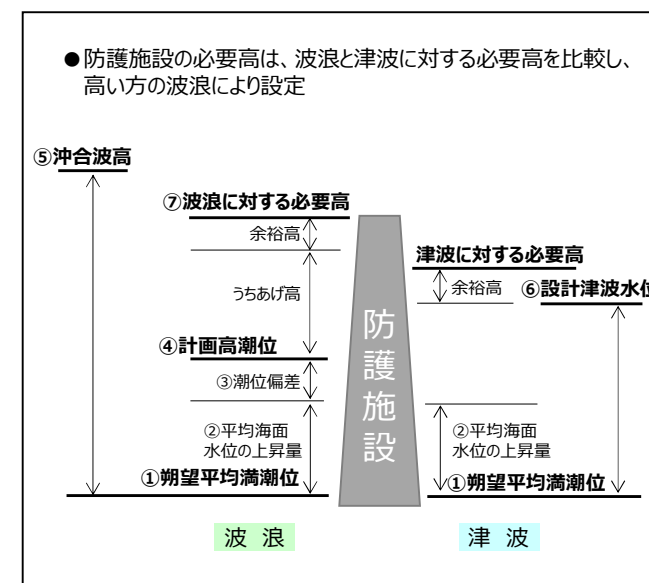 ●防護施設の必要高は、波浪と津波に対する必要高を比較し、
高い方の波浪により設定
⑤沖合波高
⑦波浪に対する必要高
余裕高
うちあげ高
④計画高潮位
③潮位偏差
②平均海面
水位の上昇量
①朔望平均満潮位
防護施設
津波に対する必要高
余裕高
⑥設計津波水位
②平均海面
水位の上昇量
①朔望平均満潮位
波 浪
津 波